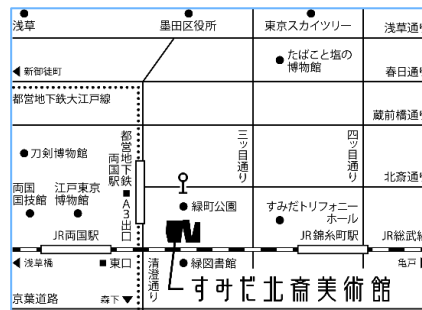 浅草
墨田区役所
東京スカイツリー
浅草通り
たばこと塩の
博物館
◀新御徒町
春日通り
都営地下鉄大江戸線
蔵前橋通り
都営地下鉄
両国駅
■A3出口
三ッ目通り
四ッ目通り
刀剣博物館
北斎通り
両国
国技館
江戸東京
博物館
緑町公園
すみだトリフォニー
ホール
JR両国駅
JR錦糸町駅
JR総武線
◀浅草橋
■東口
清澄通り
緑図書館
亀戸
すみだ北斎美術館
京葉道路
森下▼